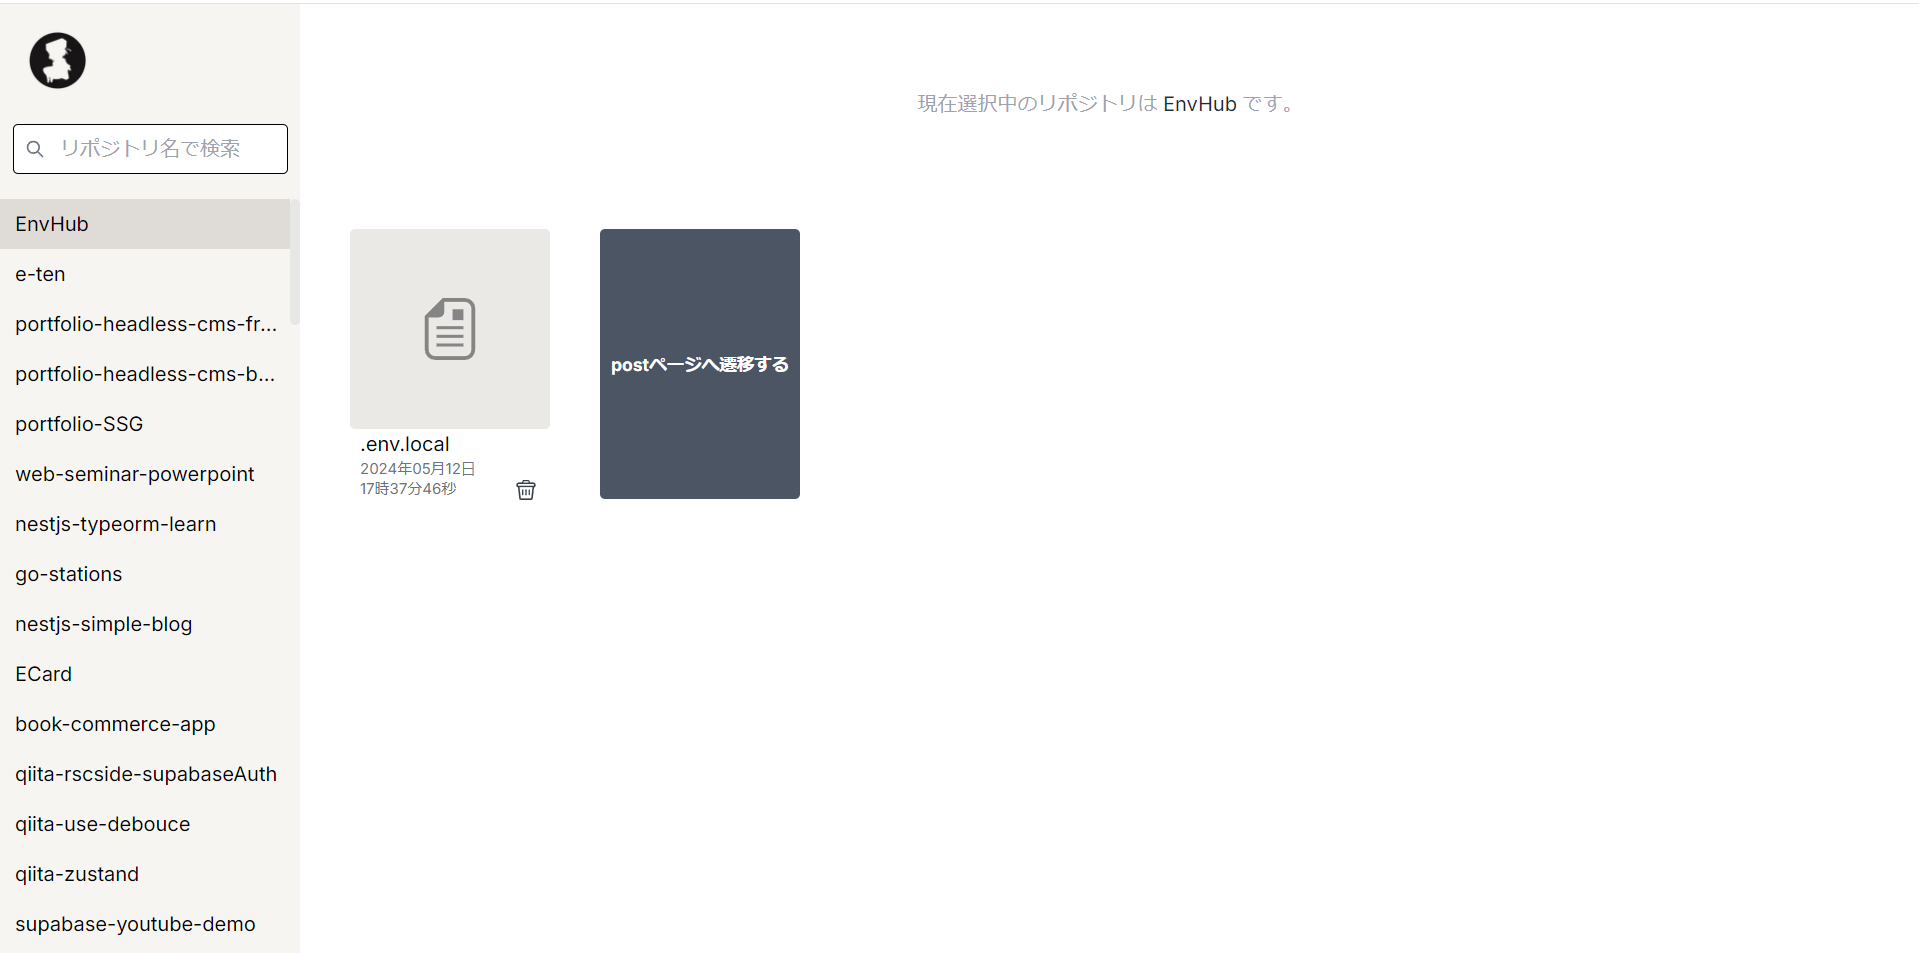 現在選択中のリポジトリは EnvHub です。
リポジトリ名で検索
EnvHub
e-ten
portfolio-headless-cms-fr...
portfolio-headless-cms-b...
portfolio-SSG
web-seminar-powerpoint
nestjs-typeorm-learn
go-stations
nestjs-simple-blog
ECard
book-commerce-app
qiita-rscside-supabaseAuth
qiita-use-debouce
qiita-zustand
supabase-youtube-demo
.env.local
2024年05月12日
17時37分46秒
postページへ遷移する